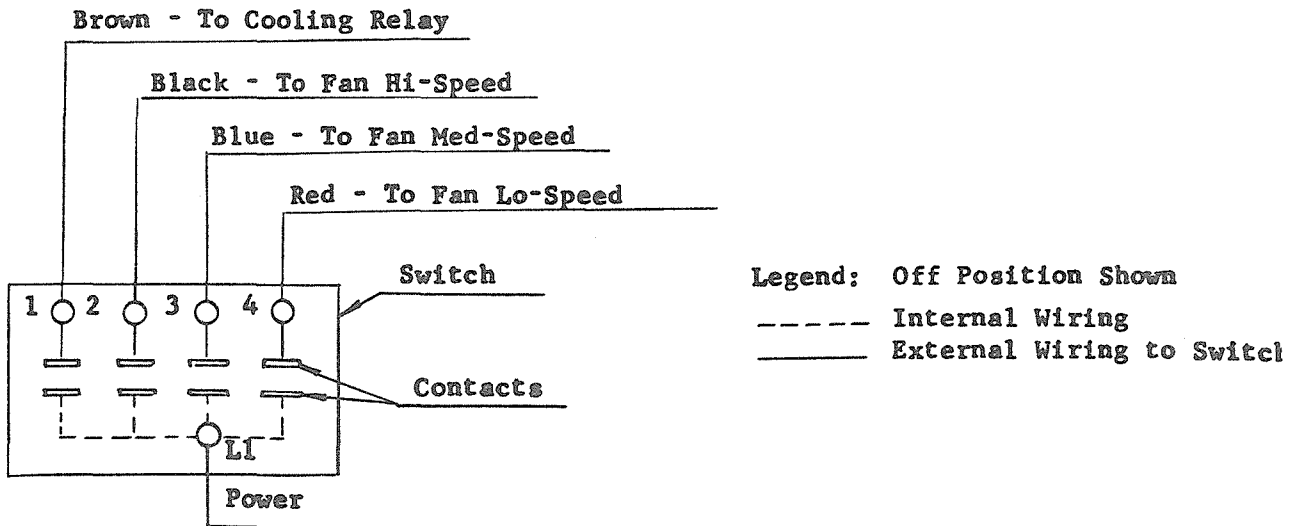 Brown - To Cooling Relay
Black - To Fan Hi-Speed
Blue - To Fan Med-Speed
Red - To Fan Lo-Speed
Switch
1 2 3 4
Contacts
L1
Power
Legend: Off Position Shown
Internal Wiring
External Wiring to Switch